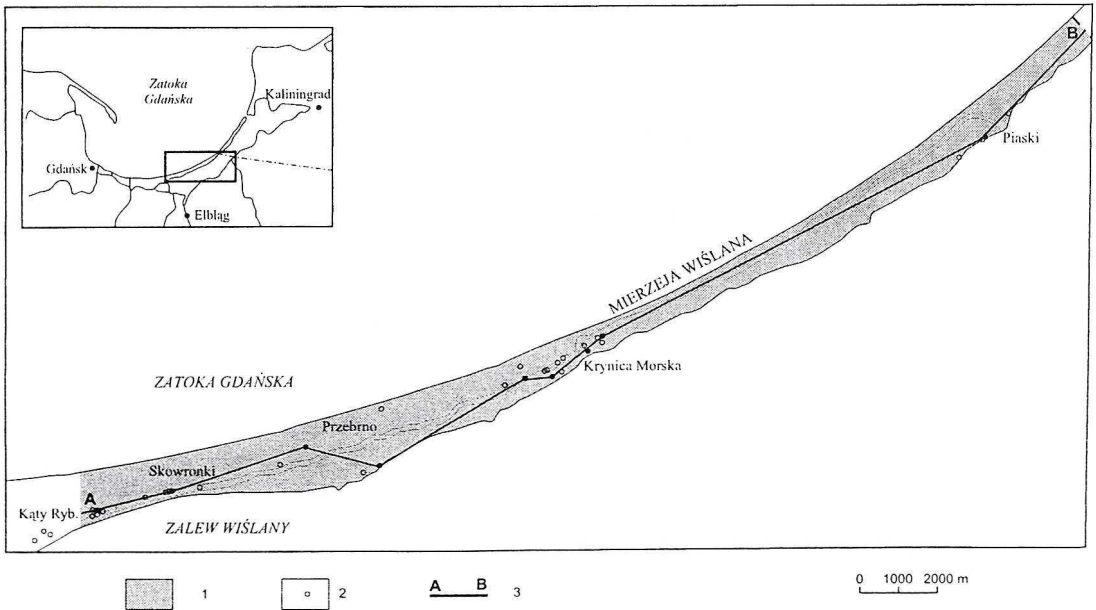 Zatoka
Gdańska
Kaliningrad
Gdańsk
Elbląg
B
Piaski
MIERZEJA WIŚLANA
Krynica Morska
ZATOKA GDAŃSKA
Przebrno
Skowronki
A
Kąty Ryb.
ZALEW WIŚLANY
1
2
A B
3
0 1000 2000 m